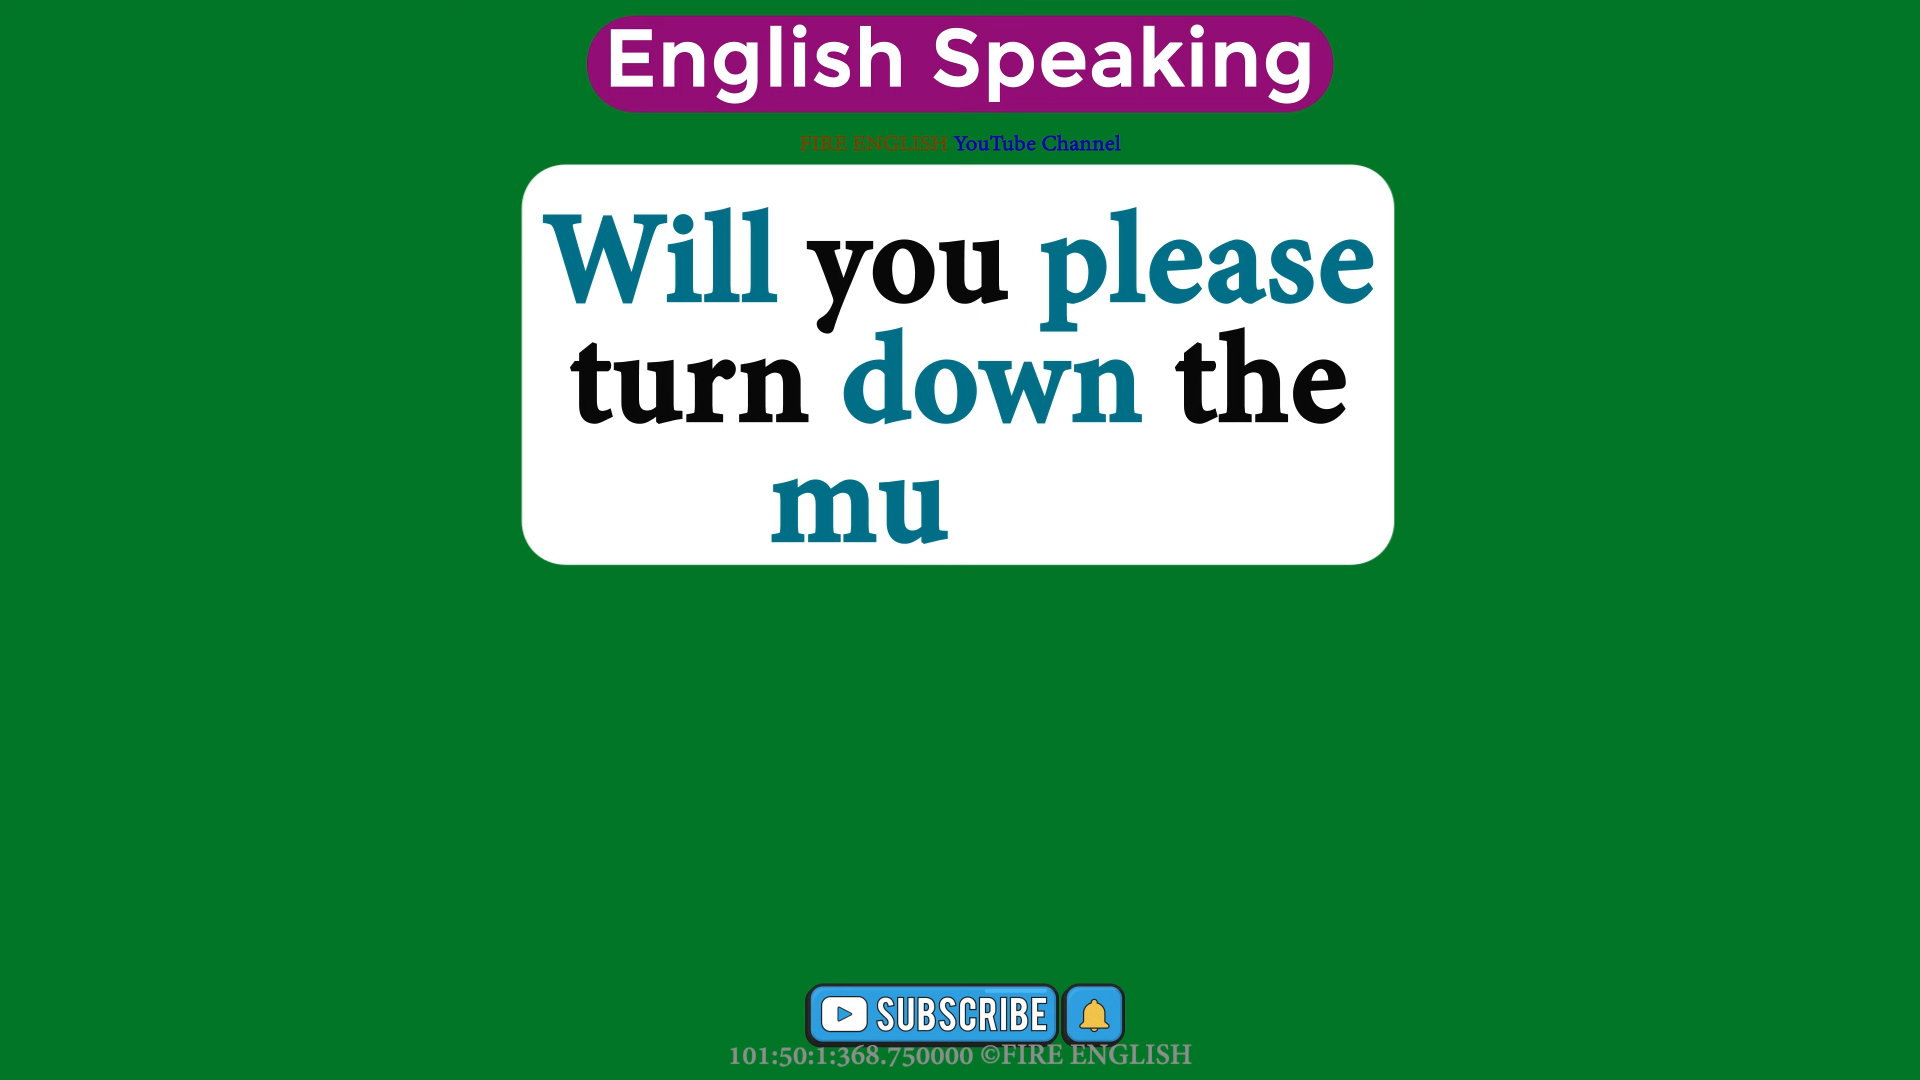 English Speaking
FIRE ENGLISH YouTube Channel
Will you please
turn down the
mu
SUBSCRIBE
101:50:1:368.750000 ©FIRE ENGLISH